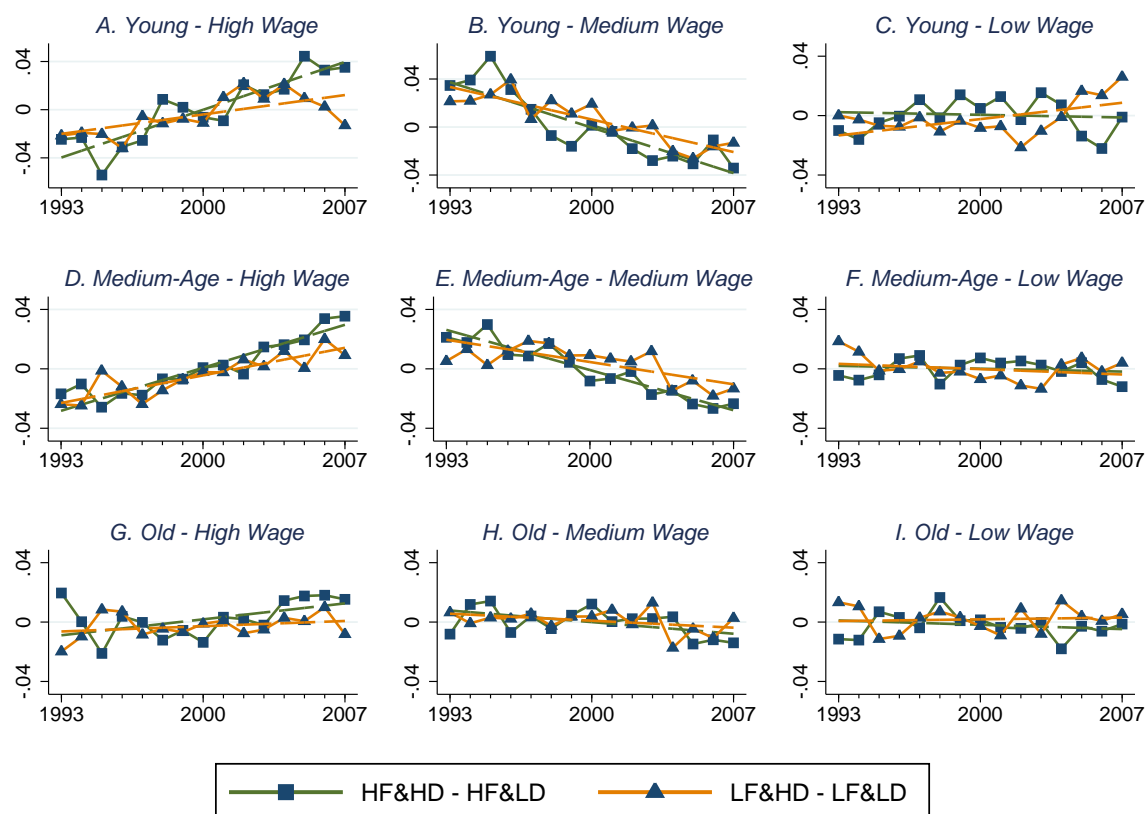 A. Young - High Wage
B. Young - Medium Wage
C. Young - Low Wage
.04
0
-.04
1993 2000 2007
.04
0
-.04
1993 2000 2007
.04
0
-.04
1993 2000 2007
D. Medium-Age - High Wage
E. Medium-Age - Medium Wage
F. Medium-Age - Low Wage
.04
0
-.04
1993 2000 2007
.04
0
-.04
1993 2000 2007
.04
0
-.04
1993 2000 2007
G. Old - High Wage
H. Old - Medium Wage
I. Old - Low Wage
.04
0
-.04
1993 2000 2007
.04
0
-.04
1993 2000 2007
.04
0
-.04
1993 2000 2007
HF&HD - HF&LD
LF&HD - LF&LD